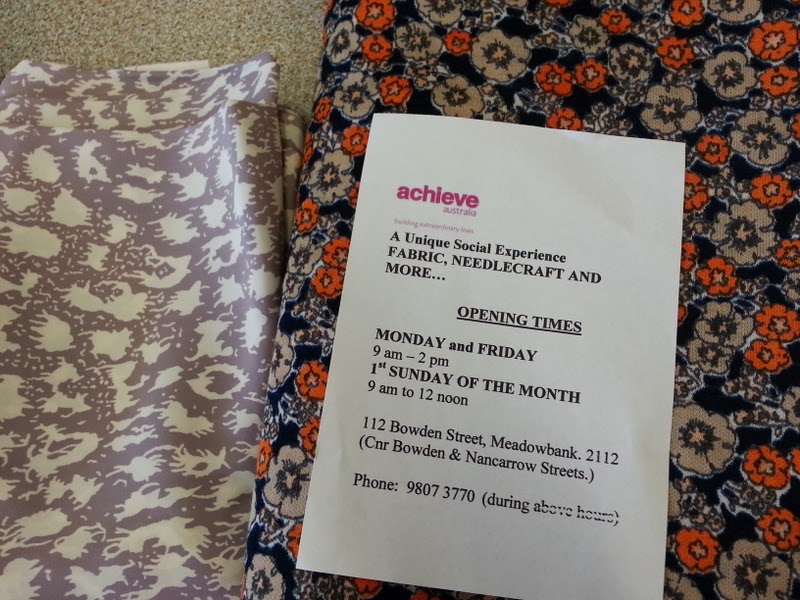 achieve
australia
building extraordinary lives
A Unique Social Experience
FABRIC, NEEDLECRAFT AND
MORE…
OPENING TIMES
MONDAY and FRIDAY
9 am – 2 pm
1st SUNDAY OF THE MONTH
9 am to 12 noon
112 Bowden Street, Meadowbank. 2112
(Cnr Bowden & Nancarrow Streets.)
Phone: 9807 3770 (during above hours)